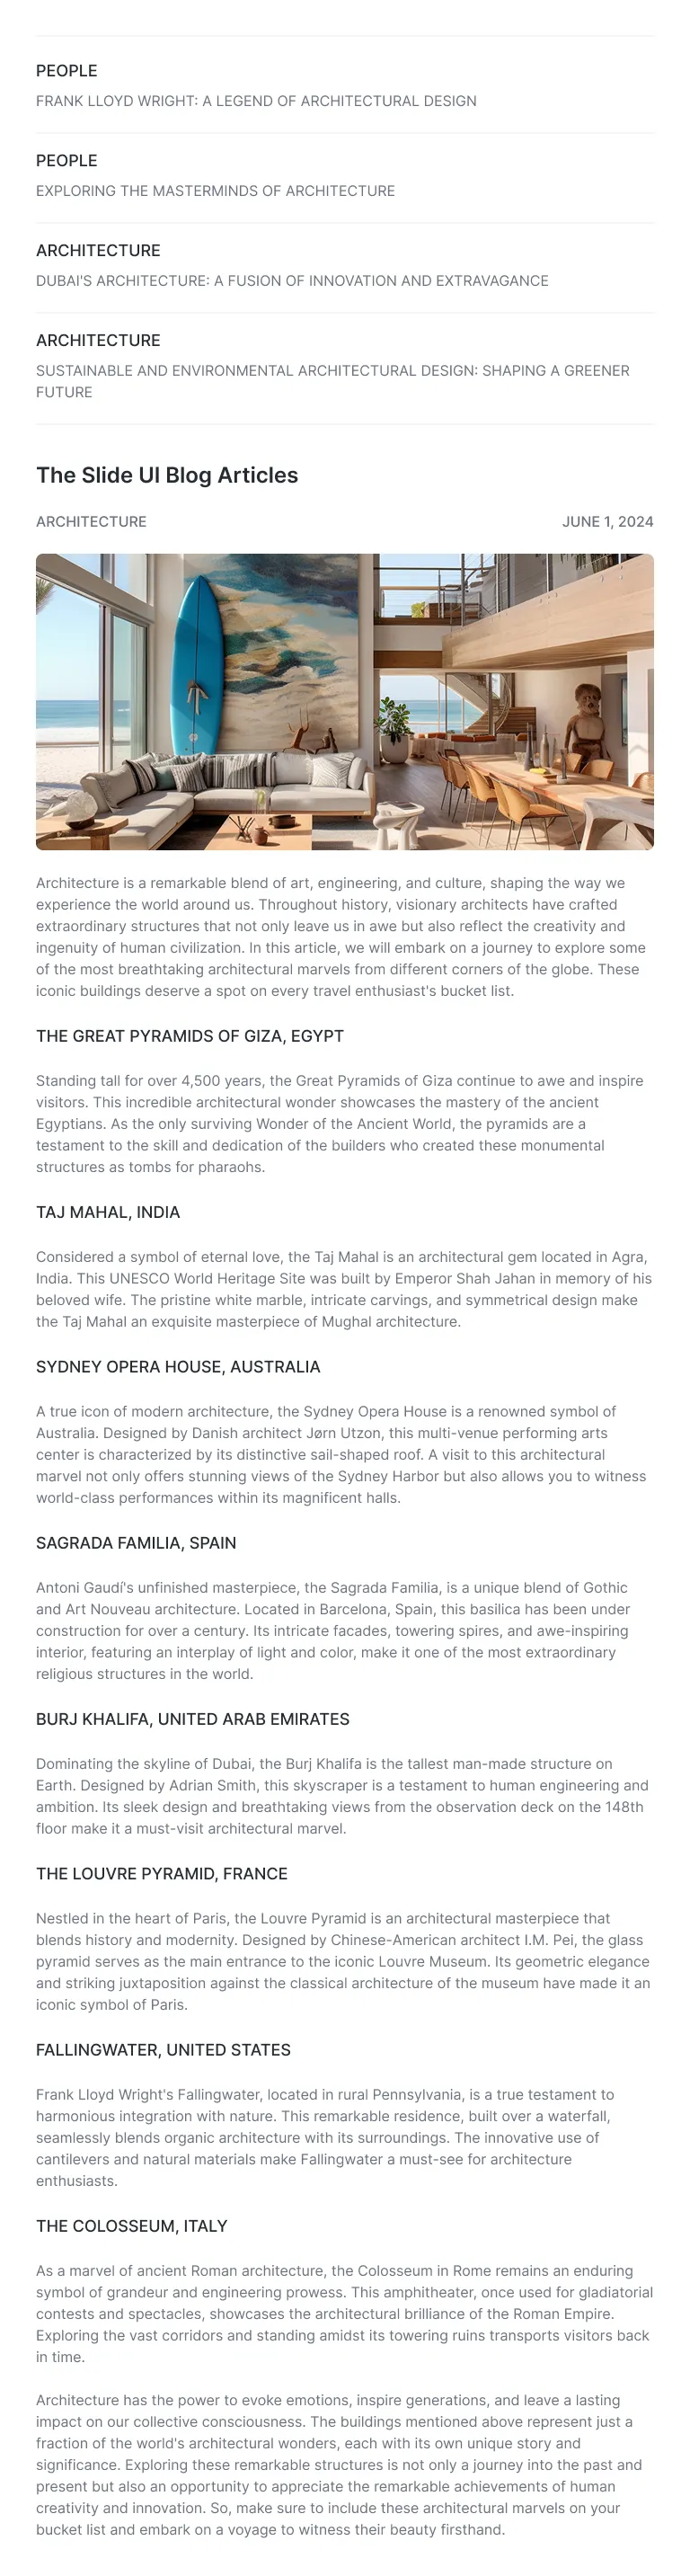 PEOPLE
FRANK LLOYD WRIGHT: A LEGEND OF ARCHITECTURAL DESIGN
PEOPLE
EXPLORING THE MASTERMINDS OF ARCHITECTURE
ARCHITECTURE
DUBAI'S ARCHITECTURE: A FUSION OF INNOVATION AND EXTRAVAGANCE
ARCHITECTURE
SUSTAINABLE AND ENVIRONMENTAL ARCHITECTURAL DESIGN: SHAPING A GREENER
FUTURE
The Slide UI Blog Articles
ARCHITECTURE JUNE 1, 2024
Architecture is a remarkable blend of art, engineering, and culture, shaping the way we
experience the world around us. Throughout history, visionary architects have crafted
extraordinary structures that not only leave us in awe but also reflect the creativity and
ingenuity of human civilization. In this article, we will embark on a journey to explore some
of the most breathtaking architectural marvels from different corners of the globe. These
iconic buildings deserve a spot on every travel enthusiast's bucket list.
THE GREAT PYRAMIDS OF GIZA, EGYPT
Standing tall for over 4,500 years, the Great Pyramids of Giza continue to awe and inspire
visitors. This incredible architectural wonder showcases the mastery of the ancient
Egyptians. As the only surviving Wonder of the Ancient World, the pyramids are a
testament to the skill and dedication of the builders who created these monumental
structures as tombs for pharaohs.
TAJ MAHAL, INDIA
Considered a symbol of eternal love, the Taj Mahal is an architectural gem located in Agra,
India. This UNESCO World Heritage Site was built by Emperor Shah Jahan in memory of his
beloved wife. The pristine white marble, intricate carvings, and symmetrical design make
the Taj Mahal an exquisite masterpiece of Mughal architecture.
SYDNEY OPERA HOUSE, AUSTRALIA
A true icon of modern architecture, the Sydney Opera House is a renowned symbol of
Australia. Designed by Danish architect Jørn Utzon, this multi-venue performing arts
center is characterized by its distinctive sail-shaped roof. A visit to this architectural
marvel not only offers stunning views of the Sydney Harbor but also allows you to witness
world-class performances within its magnificent halls.
SAGRADA FAMILIA, SPAIN
Antoni Gaudí's unfinished masterpiece, the Sagrada Familia, is a unique blend of Gothic
and Art Nouveau architecture. Located in Barcelona, Spain, this basilica has been under
construction for over a century. Its intricate facades, towering spires, and awe-inspiring
interior, featuring an interplay of light and color, make it one of the most extraordinary
religious structures in the world.
BURJ KHALIFA, UNITED ARAB EMIRATES
Dominating the skyline of Dubai, the Burj Khalifa is the tallest man-made structure on
Earth. Designed by Adrian Smith, this skyscraper is a testament to human engineering and
ambition. Its sleek design and breathtaking views from the observation deck on the 148th
floor make it a must-visit architectural marvel.
THE LOUVRE PYRAMID, FRANCE
Nestled in the heart of Paris, the Louvre Pyramid is an architectural masterpiece that
blends history and modernity. Designed by Chinese-American architect I.M. Pei, the glass
pyramid serves as the main entrance to the iconic Louvre Museum. Its geometric elegance
and striking juxtaposition against the classical architecture of the museum have made it an
iconic symbol of Paris.
FALLINGWATER, UNITED STATES
Frank Lloyd Wright's Fallingwater, located in rural Pennsylvania, is a true testament to
harmonious integration with nature. This remarkable residence, built over a waterfall,
seamlessly blends organic architecture with its surroundings. The innovative use of
cantilevers and natural materials make Fallingwater a must-see for architecture
enthusiasts.
THE COLOSSEUM, ITALY
As a marvel of ancient Roman architecture, the Colosseum in Rome remains an enduring
symbol of grandeur and engineering prowess. This amphitheater, once used for gladiatorial
contests and spectacles, showcases the architectural brilliance of the Roman Empire.
Exploring the vast corridors and standing amidst its towering ruins transports visitors back
in time.
Architecture has the power to evoke emotions, inspire generations, and leave a lasting
impact on our collective consciousness. The buildings mentioned above represent just a
fraction of the world's architectural wonders, each with its own unique story and
significance. Exploring these remarkable structures is not only a journey into the past and
present but also an opportunity to appreciate the remarkable achievements of human
creativity and innovation. So, make sure to include these architectural marvels on your
bucket list and embark on a voyage to witness their beauty firsthand.